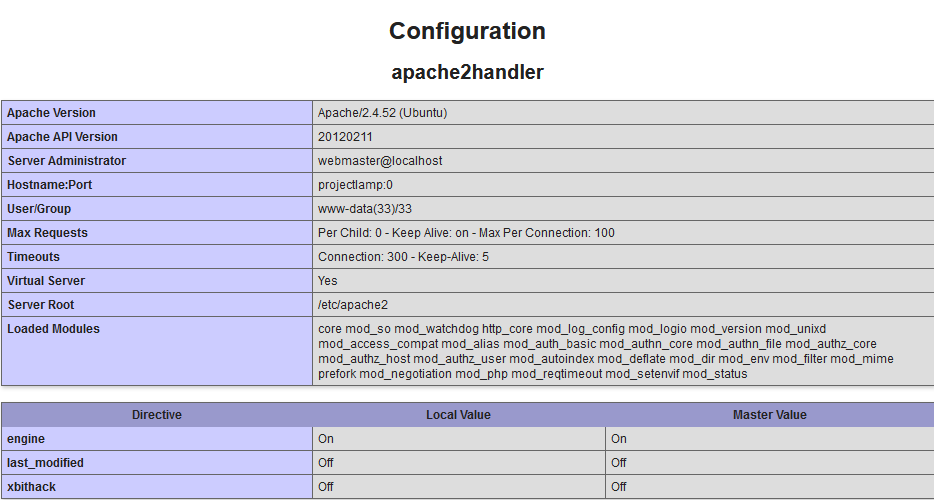 Configuration
apache2handler
Apache Version Apache/2.4.52 (Ubuntu)
Apache API Version 20120211
Server Administrator webmaster@localhost
Hostname:Port projectlamp:0
User/Group www-data(33)/33
Max Requests Per Child: 0 - Keep Alive: on - Max Per Connection: 100
Timeouts Connection: 300 - Keep-Alive: 5
Virtual Server Yes
Server Root /etc/apache2
Loaded Modules core mod_so mod_watchdog http_core mod_log_config mod_logio mod_version mod_unixd
mod_access_compat mod_alias mod_auth_basic mod_authn_core mod_authn_file mod_authz_core
mod_authz_host mod_authz_user mod_autoindex mod_deflate mod_dir mod_env mod_filter mod_mime
prefork mod_negotiation mod_php mod_reqtimeout mod_setenvif mod_status
Directive Local Value Master Value
engine On On
last_modified Off Off
xbithack Off Off